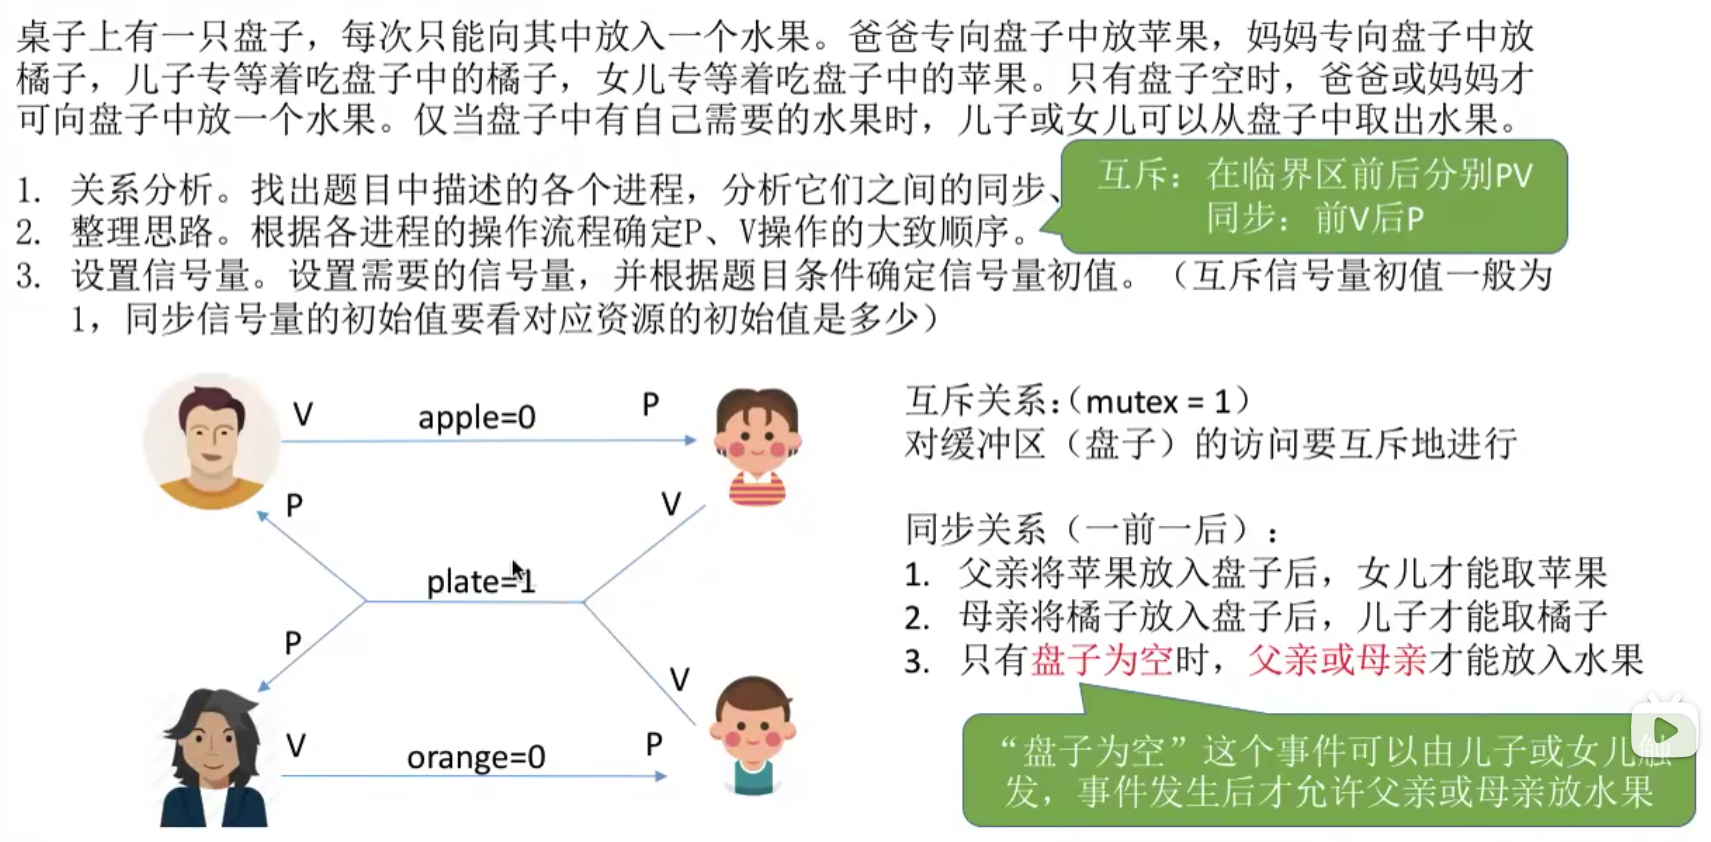 桌子上有一只盘子，每次只能向其中放入一个水果。爸爸专向盘子中放苹果，妈妈专向盘子中放
橘子，儿子专等着吃盘子中的橘子，女儿专等着吃盘子中的苹果。只有盘子空时，爸爸或妈妈才
可向盘子中放一个水果。仅当盘子中有自己需要的水果时，儿子或女儿可以从盘子中取出水果。
1. 关系分析。找出题目中描述的各个进程，分析它们之间的同步、
互斥：在临界区前后分别PV
同步：前V后P
2. 整理思路。根据各进程的操作流程确定P、V操作的大致顺序。
3. 设置信号量。设置需要的信号量，并根据题目条件确定信号量初值。（互斥信号量初值一般为
1，同步信号量的初始值要看对应资源的初始值是多少）
V apple=0 P
P V
plate=1
P V
V orange=0 P
互斥关系：（mutex = 1）
对缓冲区（盘子）的访问要互斥地进行
同步关系（一前一后）：
1. 父亲将苹果放入盘子后，女儿才能取苹果
2. 母亲将橘子放入盘子后，儿子才能取橘子
3. 只有盘子为空时，父亲或母亲才能放入水果
“盘子为空”这个事件可以由儿子或女儿触
发，事件发生后才允许父亲或母亲放水果